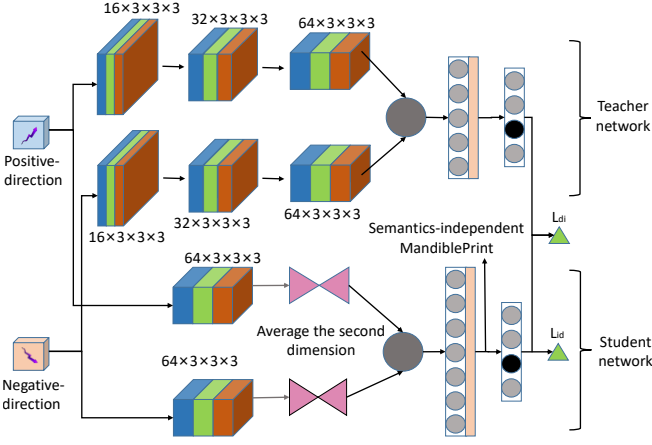 16×3×3×3
32×3×3×3
64×3×3×3
Teacher
network
Positive-
direction
16×3×3×3
32×3×3×3
64×3×3×3
Semantics-independent
MandiblePrint
Ldi
64×3×3×3
Average the second
dimension
Lid
Student
network
64×3×3×3
Negative-
direction